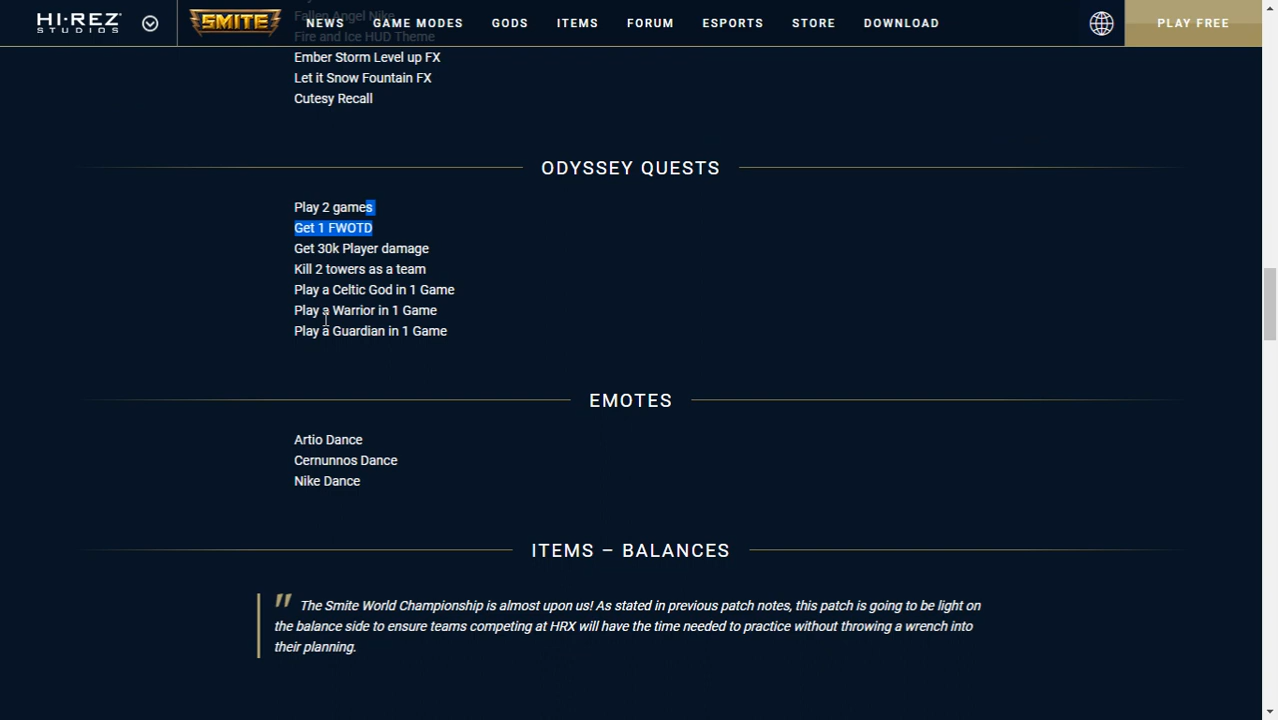 HI·REZ STUDIOS
SMITE
NEWS
GAME MODES
GODS
ITEMS
FORUM
ESPORTS
STORE
DOWNLOAD
PLAY FREE
Fallen Angel Nike
Fire and Ice HUD Theme
Ember Storm Level up FX
Let it Snow Fountain FX
Cutesy Recall
ODYSSEY QUESTS
Play 2 games
Get 1 FWOTD
Get 30k Player damage
Kill 2 towers as a team
Play a Celtic God in 1 Game
Play a Warrior in 1 Game
Play a Guardian in 1 Game
EMOTES
Artio Dance
Cernunnos Dance
Nike Dance
ITEMS – BALANCES
" The Smite World Championship is almost upon us! As stated in previous patch notes, this patch is going to be light on
the balance side to ensure teams competing at HRX will have the time needed to practice without throwing a wrench into
their planning.